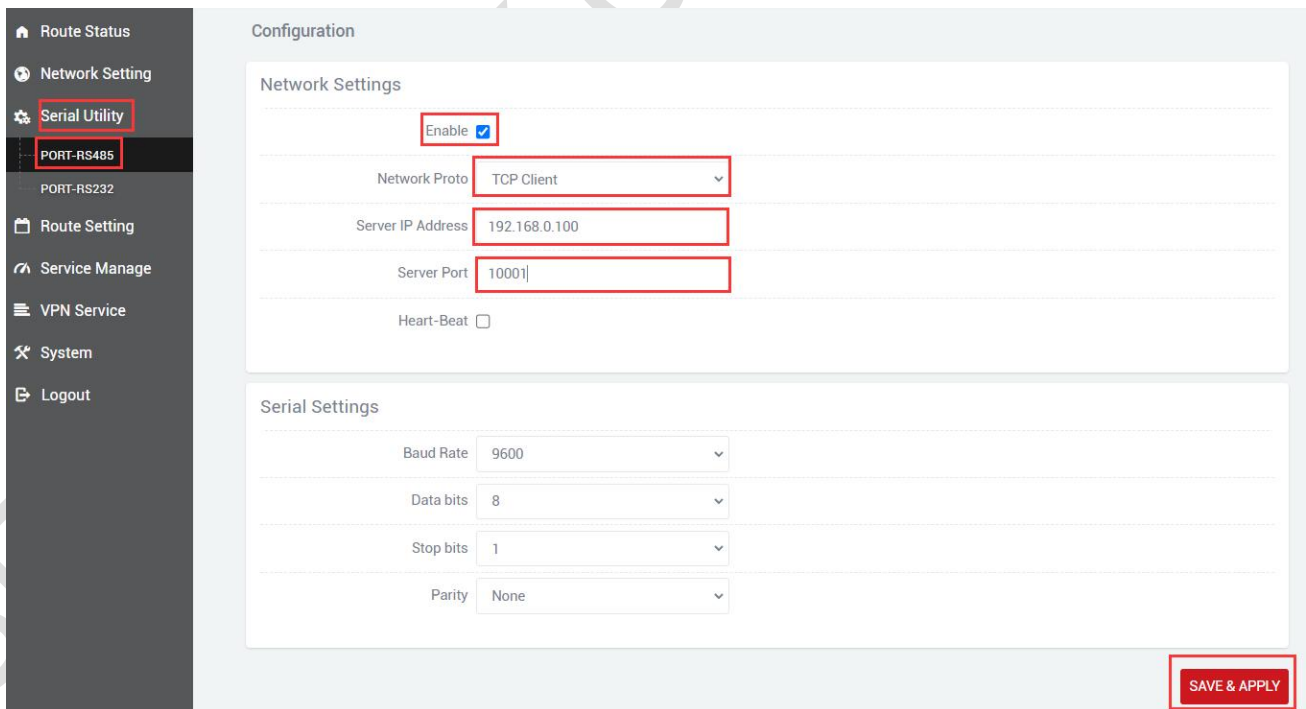 Route Status
Network Setting
Serial Utility
PORT-RS485
PORT-RS232
Route Setting
Service Manage
VPN Service
System
Logout
Configuration
Network Settings
Enable
Network Proto TCP Client
Server IP Address 192.168.0.100
Server Port 10001
Heart-Beat
Serial Settings
Baud Rate 9600
Data bits 8
Stop bits 1
Parity None
SAVE & APPLY